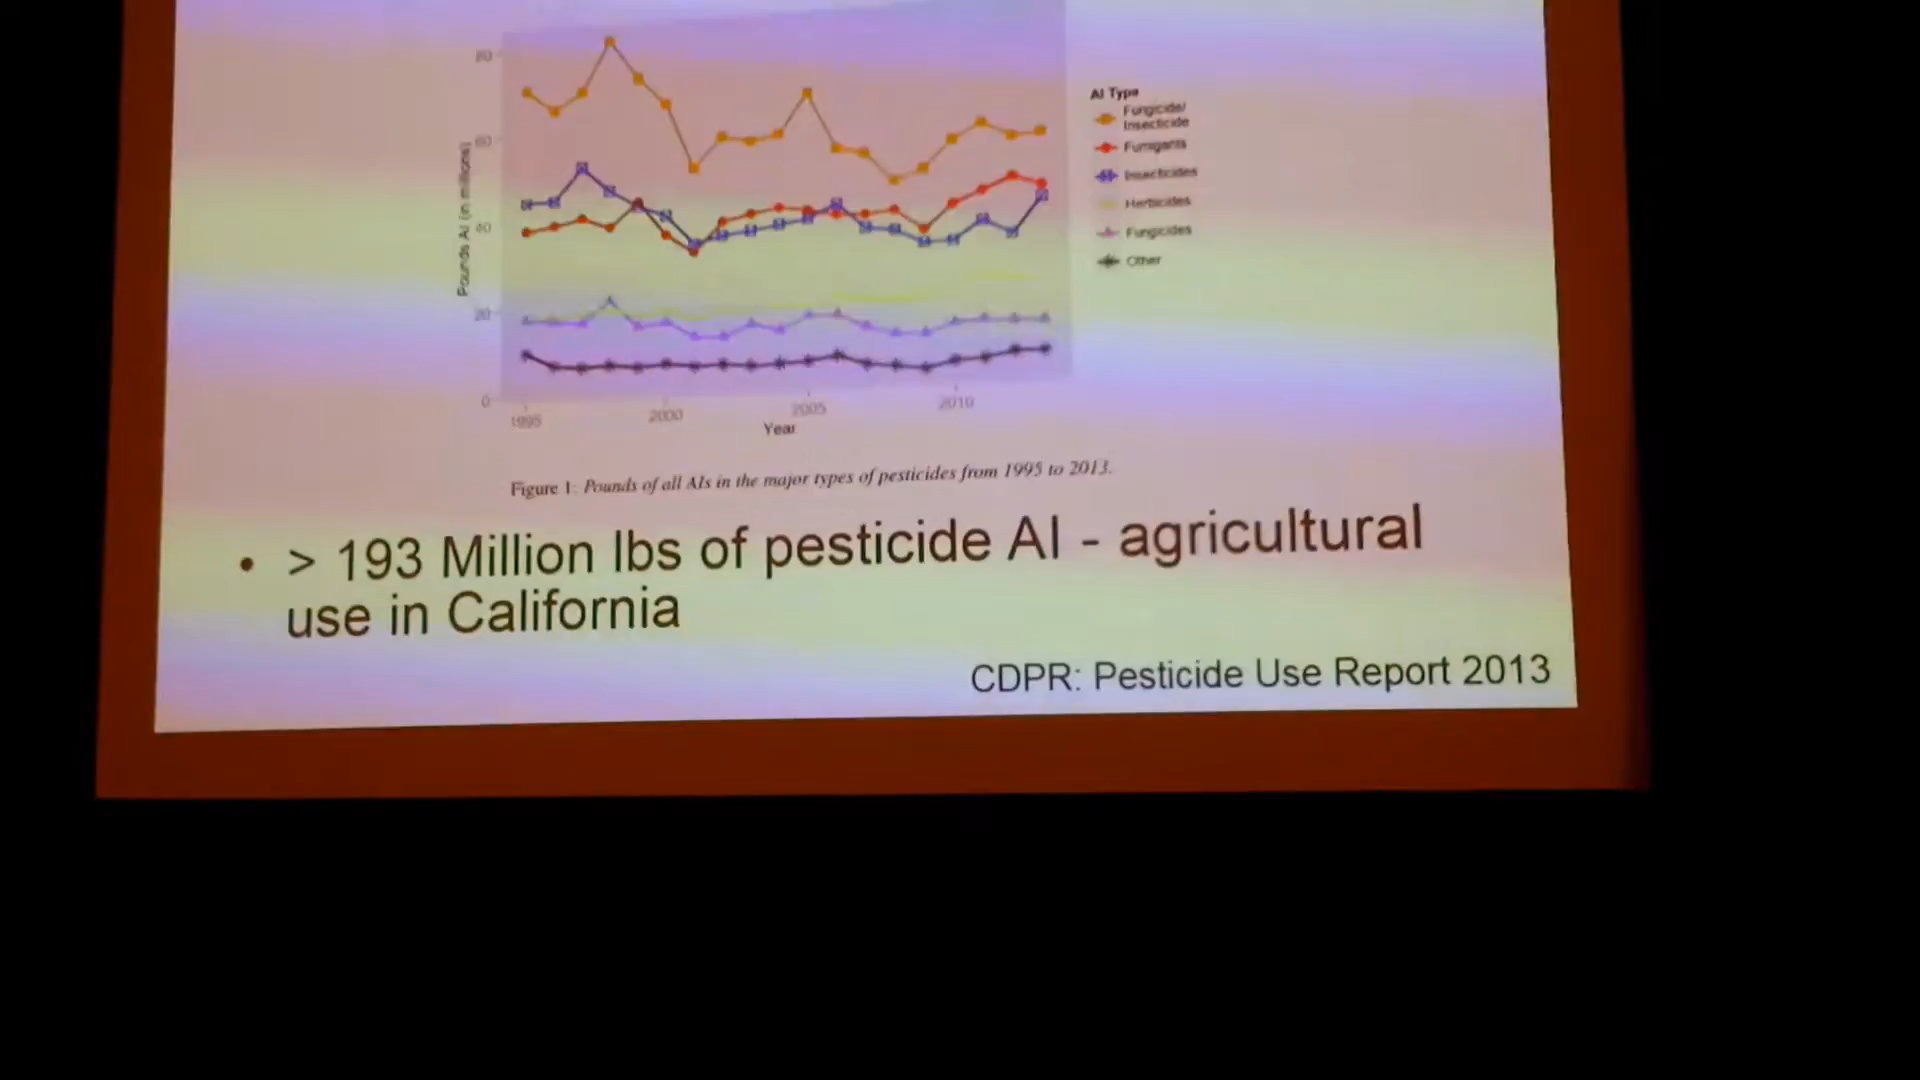 80
60
40
20
0
Pounds AI (in millions)
1995
2000
2005
2010
Year
AI Type
Fungicide/
Insecticide
Fumigants
Insecticides
Herbicides
Fungicides
Other
Figure 1: Pounds of all AIs in the major types of pesticides from 1995 to 2013.
• > 193 Million lbs of pesticide AI - agricultural
use in California
CDPR: Pesticide Use Report 2013